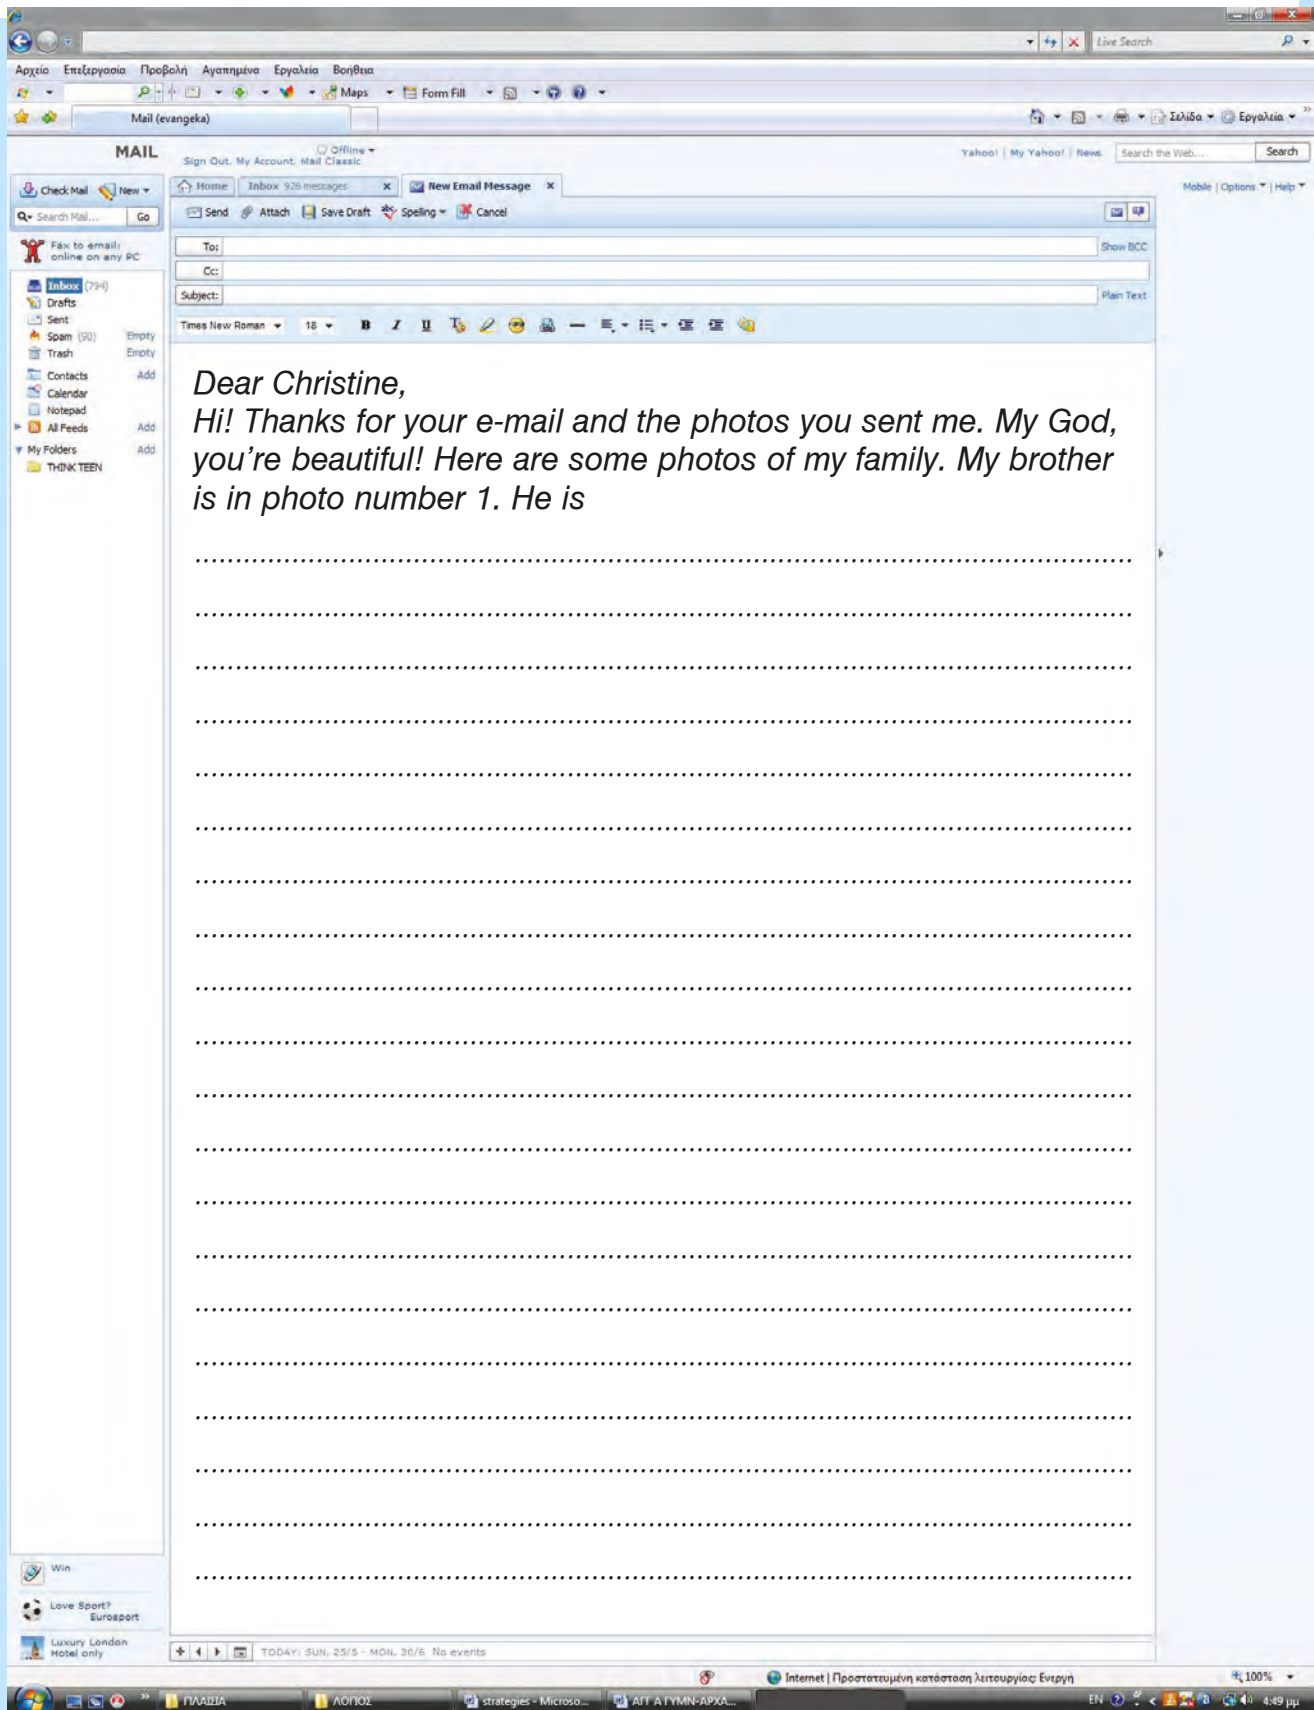 Live Search
Αρχείο Επεξεργασία Προβολή Αγαπημένα Εργαλεία Βοήθεια
Maps Form Fill
Mail (evangeka)
Σελίδα Εργαλεία
MAIL
Offline
Sign Out, My Account, Mail Classic
Yahoo! | My Yahoo! | News
Search the Web...
Search
Check Mail New
Home
Inbox 926 messages
New Email Message
Mobile | Options | Help
Search Mail...
Go
Send Attach Save Draft Speling Cancel
Fax to email:
online on any PC
To:
Show BCC
Cc:
Subject:
Plain Text
Times New Roman 18 B I U
Inbox (794)
Drafts
Sent
Spam (90) Empty
Trash Empty
Contacts Add
Calendar
Notepad
All Feeds Add
My Folders Add
THINK TEEN
Dear Christine,
Hi! Thanks for your e-mail and the photos you sent me. My God,
you're beautiful! Here are some photos of my family. My brother
is in photo number 1. He is
Win
Love Sport?
Eurosport
Luxury London
Hotel only
TODAY: SUN, 25/5 - MON, 30/6 No events
Internet | Προστατευμένη κατάσταση λειτουργίας: Ενεργή
100%
ΠΛΑΙΣΙΑ
ΛΟΠΟΣ
strategies - Microso...
ΑΓΓ Α ΓΥΜΝ-ΑΡΧΑ...
EN
4:49 μμ